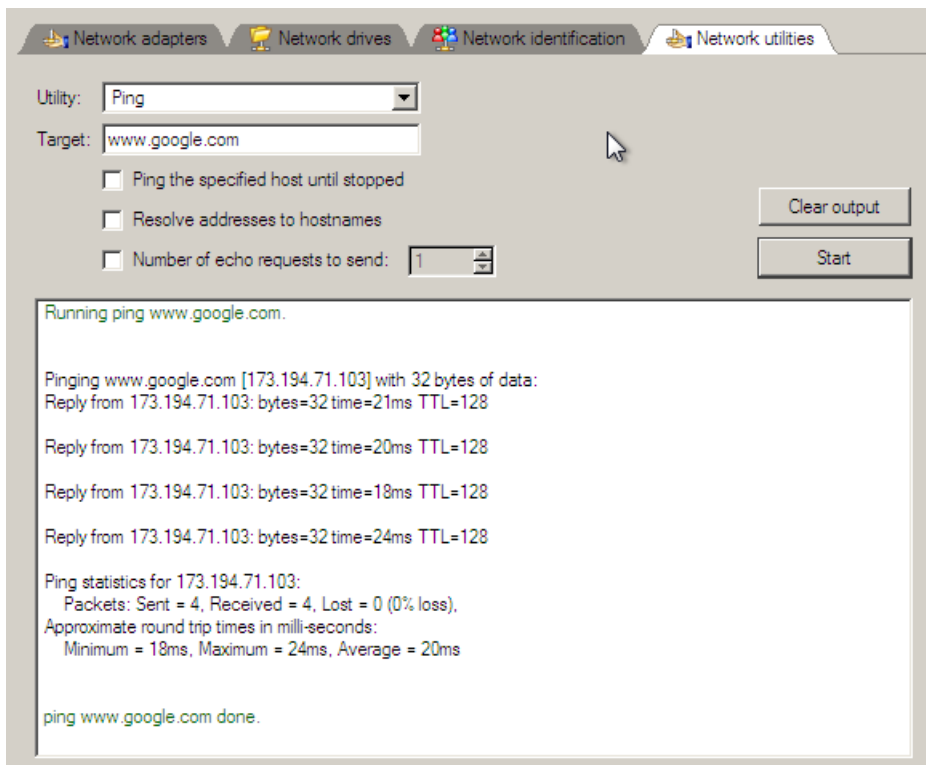 Network adapters Network drives Network identification Network utilities
Utility: Ping
Target: www.google.com
Ping the specified host until stopped
Resolve addresses to hostnames
Clear output
Number of echo requests to send: 1
Start
Running ping www.google.com.
Pinging www.google.com [173.194.71.103] with 32 bytes of data:
Reply from 173.194.71.103: bytes=32 time=21ms TTL=128
Reply from 173.194.71.103: bytes=32 time=20ms TTL=128
Reply from 173.194.71.103: bytes=32 time=18ms TTL=128
Reply from 173.194.71.103: bytes=32 time=24ms TTL=128
Ping statistics for 173.194.71.103:
Packets: Sent = 4, Received = 4, Lost = 0 (0% loss),
Approximate round trip times in milli-seconds:
Minimum = 18ms, Maximum = 24ms, Average = 20ms
ping www.google.com done.